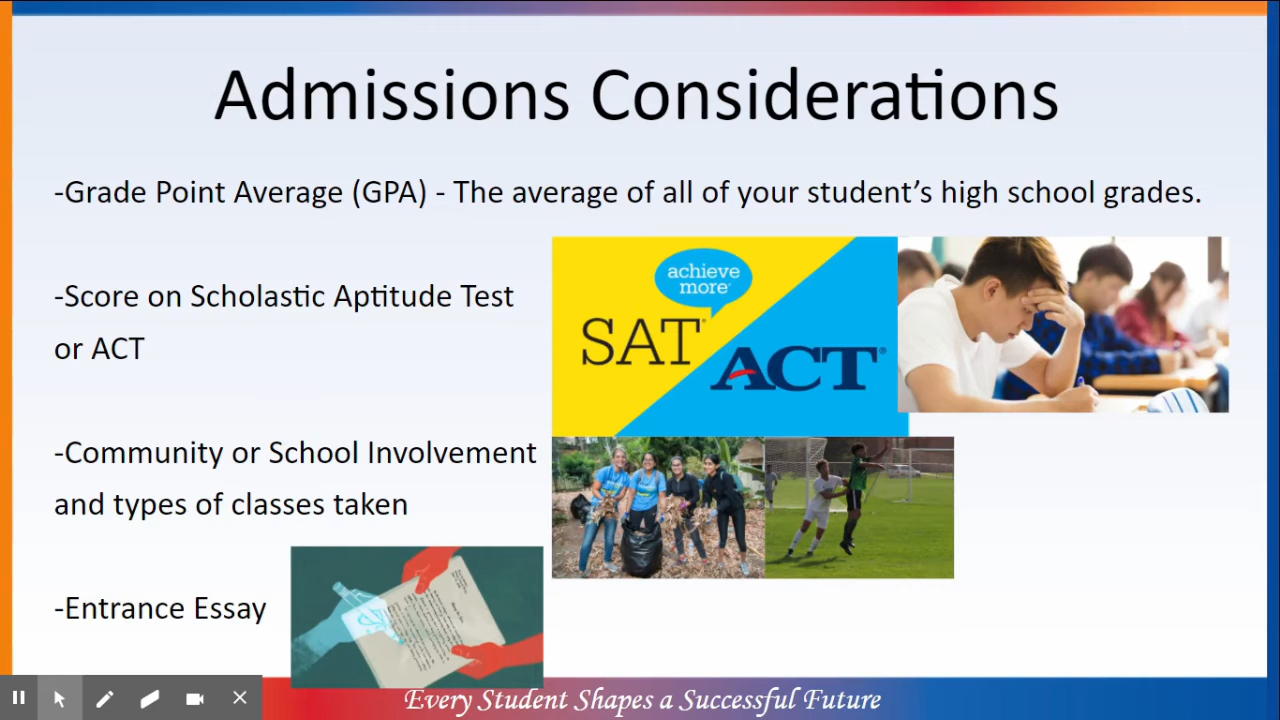 Admissions Considerations
-Grade Point Average (GPA) - The average of all of your student’s high school grades.
-Score on Scholastic Aptitude Test
or ACT
achieve
more®
SAT®
ACT®
-Community or School Involvement
and types of classes taken
-Entrance Essay
Every Student Shapes a Successful Future